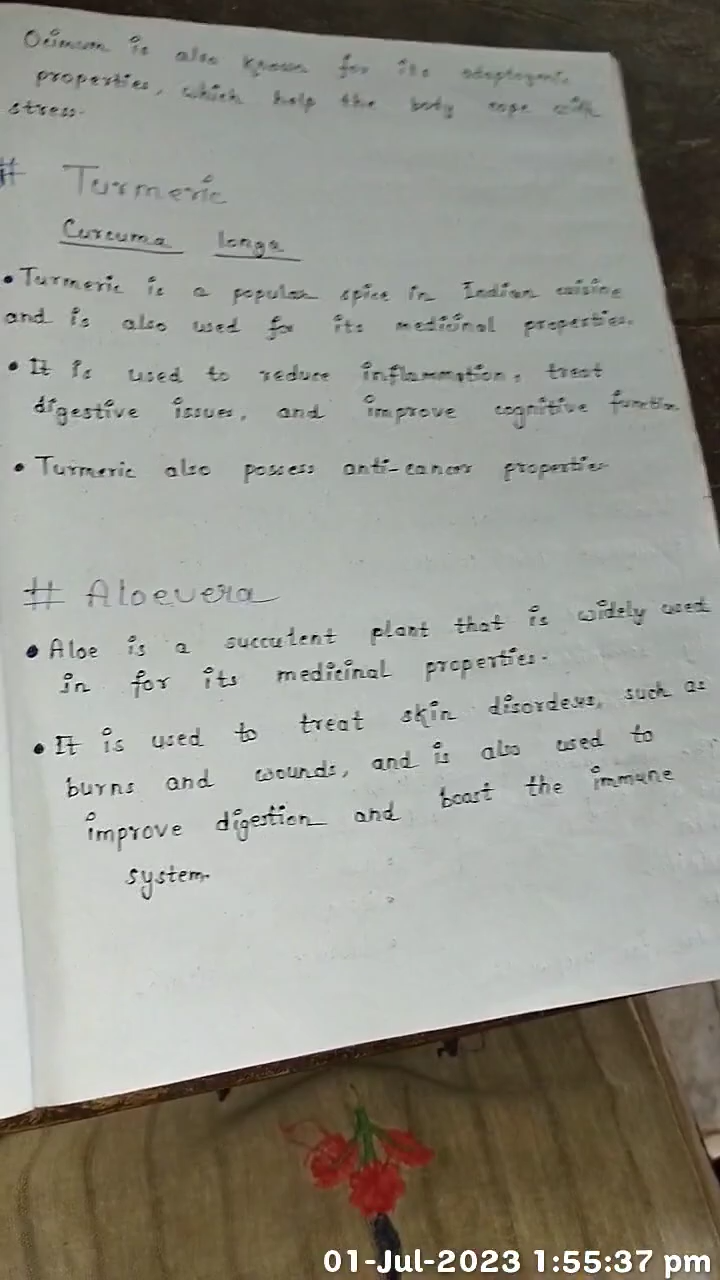 Ocimum is also known for its adaptogenic
properties, which help the body cope with
stress.
# Turmeric
Curcuma longa
• Turmeric is a popular spice in Indian cuisine
and is also used for its medicinal properties.
• It is used to reduce inflammation, treat
digestive issues, and improve cognitive function
• Turmeric also possess anti-cancer properties
# Aloevera
• Aloe is a succulent plant that is widely used
in for its medicinal properties.
• It is used to treat skin disorders, such as
burns and wounds, and is also used to
improve digestion and boost the immune
system.
01-Jul-2023 1:55:37 pm